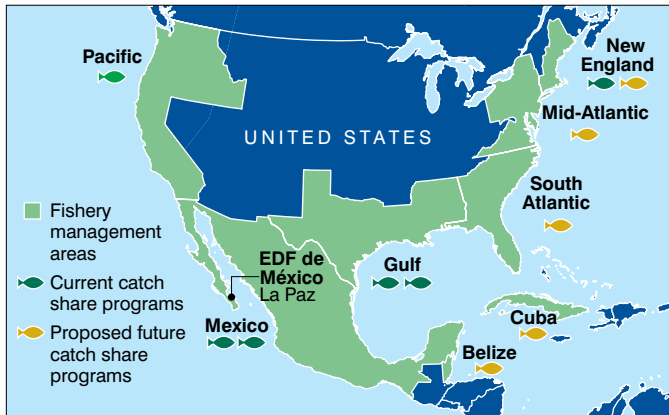 Pacific
New
England
Mid-Atlantic
UNITED STATES
South
Atlantic
Fishery
management
areas
EDF de
México
La Paz
Gulf
Current catch
share programs
Mexico
Cuba
Proposed future
catch share
programs
Belize